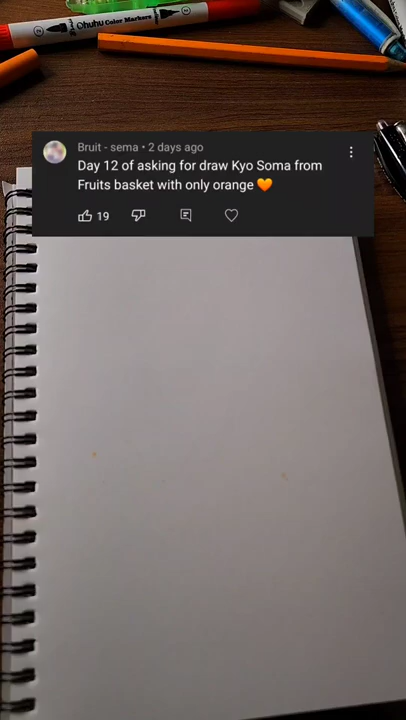 Ohuhu Color Markers
Bruit - sema • 2 days ago
Day 12 of asking for draw Kyo Soma from
Fruits basket with only orange 🧡
19